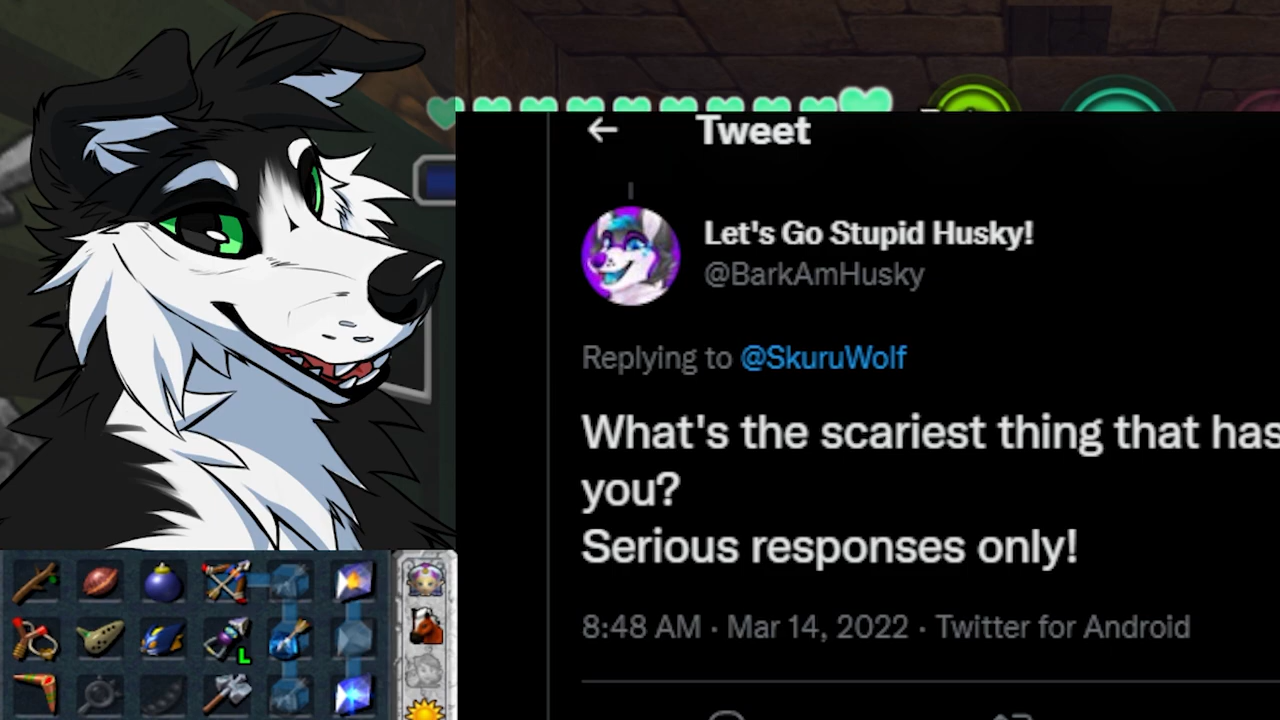 Tweet
Let's Go Stupid Husky!
@BarkAmHusky
Replying to @SkuruWolf
What's the scariest thing that has
you?
Serious responses only!
8:48 AM · Mar 14, 2022 · Twitter for Android
L